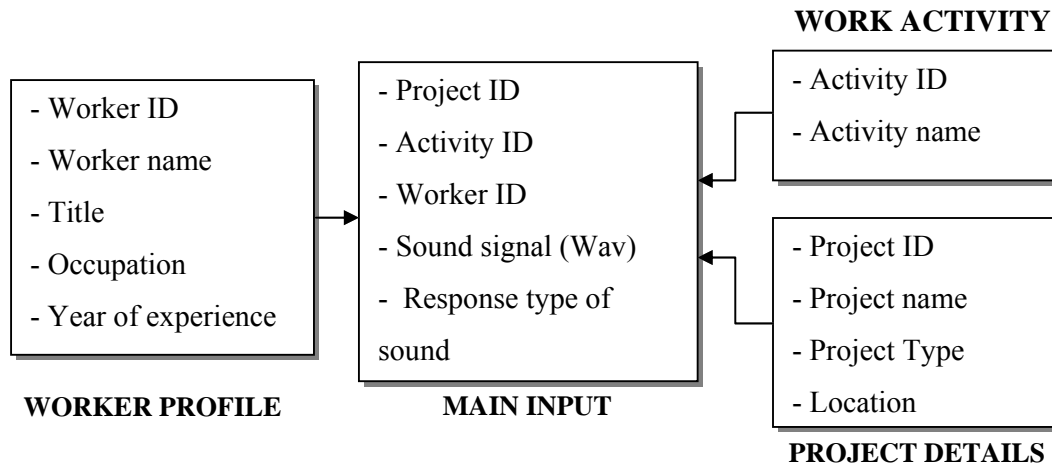 - Worker ID
- Worker name
- Title
- Occupation
- Year of experience
WORKER PROFILE
- Project ID
- Activity ID
- Worker ID
- Sound signal (Wav)
- Response type of
sound
MAIN INPUT
WORK ACTIVITY
- Activity ID
- Activity name
- Project ID
- Project name
- Project Type
- Location
PROJECT DETAILS